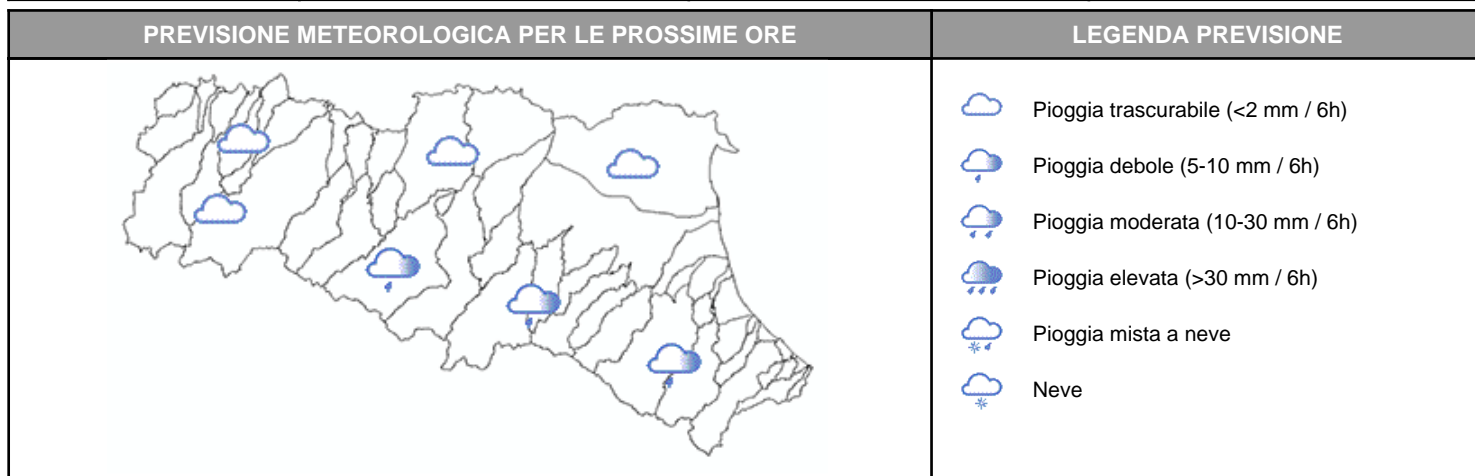 PREVISIONE METEOROLOGICA PER LE PROSSIME ORE
LEGENDA PREVISIONE
Pioggia trascurabile (<2 mm / 6h)
Pioggia debole (5-10 mm / 6h)
Pioggia moderata (10-30 mm / 6h)
Pioggia elevata (>30 mm / 6h)
Pioggia mista a neve
Neve